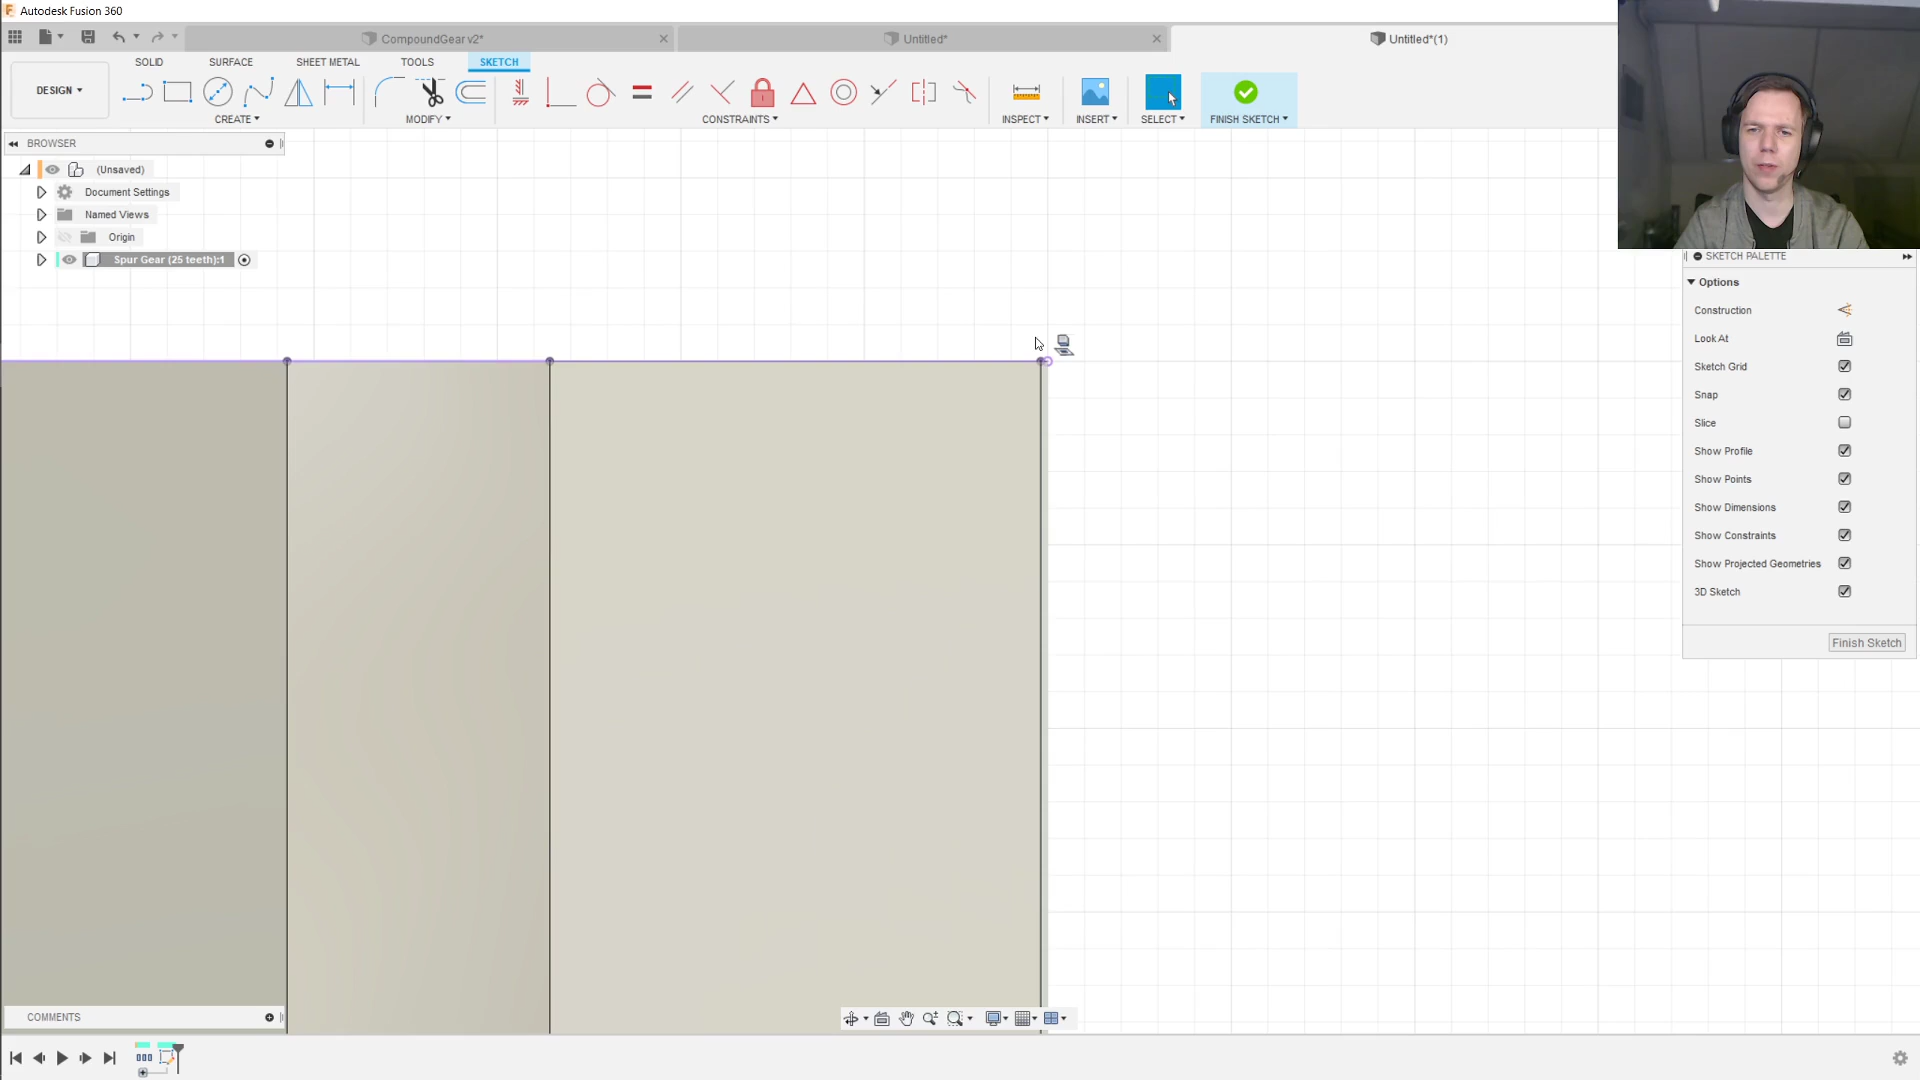 Autodesk Fusion 360
CompoundGear v2*
Untitled*
Untitled*(1)
SOLID SURFACE SHEET METAL TOOLS SKETCH
DESIGN
CREATE MODIFY CONSTRAINTS INSPECT INSERT SELECT FINISH SKETCH
BROWSER
(Unsaved)
Document Settings
Named Views
Origin
Spur Gear (25 teeth):1
SKETCH PALETTE
Options
Construction
Look At
Sketch Grid
Snap
Slice
Show Profile
Show Points
Show Dimensions
Show Constraints
Show Projected Geometries
3D Sketch
Finish Sketch
COMMENTS